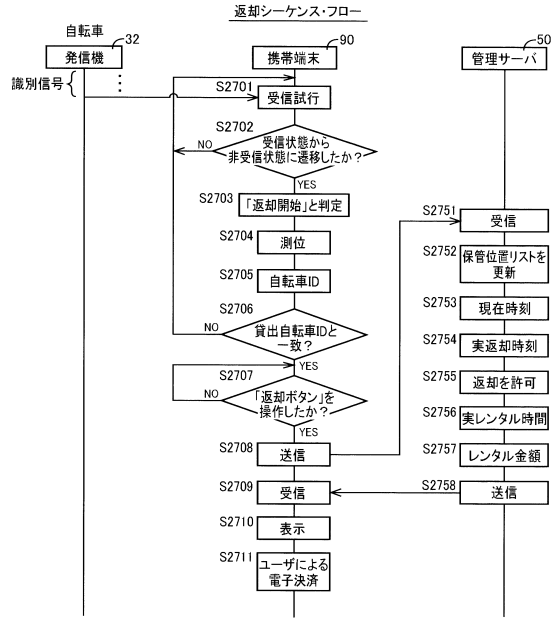 返却シーケンス・フロー
自転車
32
90
50
発信機
携帯端末
管理サーバ
識別信号
S2701
受信試行
S2702
受信状態から
非受信状態に遷移したか？
NO
YES
S2703
「返却開始」と判定
S2704
測位
S2705
自転車ID
S2706
貸出自転車IDと
一致？
NO
YES
S2707
「返却ボタン」を
操作したか？
NO
YES
S2708
送信
S2709
受信
S2710
表示
S2711
ユーザによる
電子決済
S2751
受信
S2752
保管位置リストを
更新
S2753
現在時刻
S2754
実返却時刻
S2755
返却を許可
S2756
実レンタル時間
S2757
レンタル金額
S2758
送信